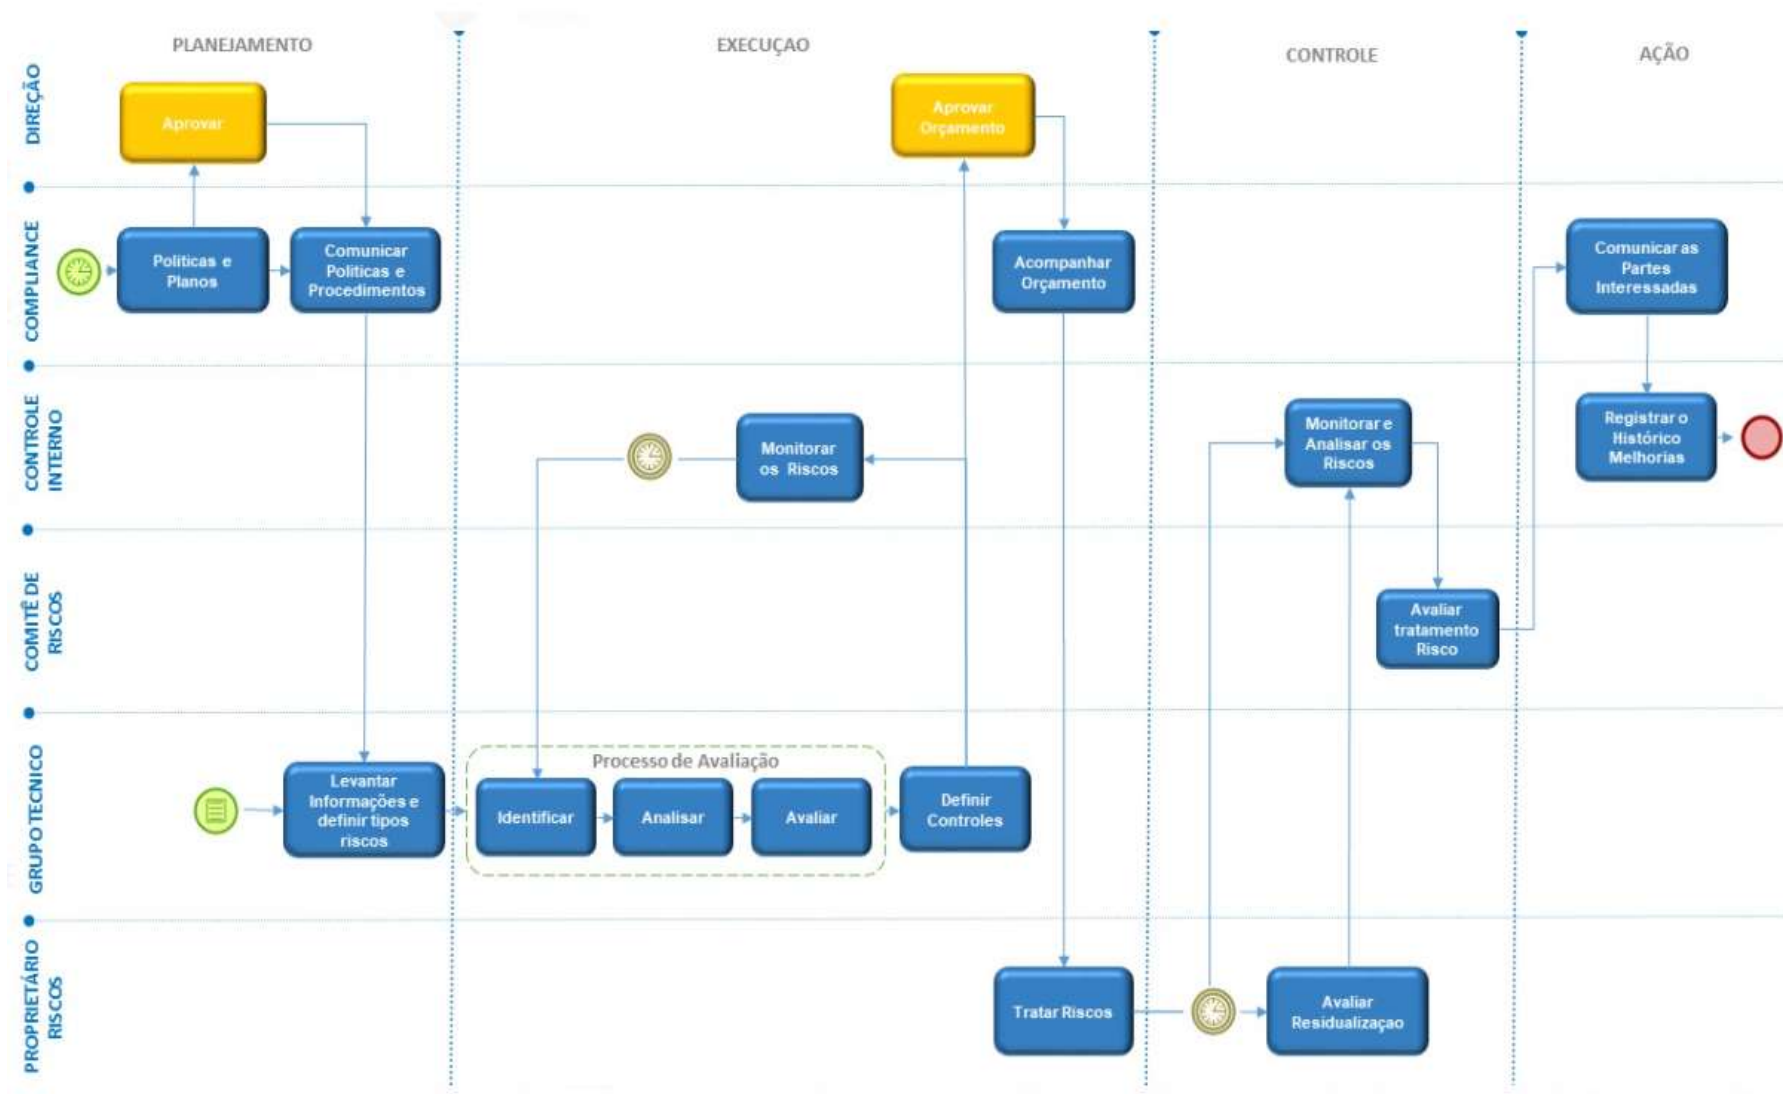 PLANEJAMENTO
EXECUÇAO
CONTROLE
AÇÃO
DIREÇÃO
Aprovar
Aprovar
Orçamento
COMPLIANCE
Políticas e
Planos
Comunicar
Políticas e
Procedimentos
Acompanhar
Orçamento
Comunicar as
Partes
Interessadas
CONTROLE
INTERNO
Monitorar
os Riscos
Monitorar e
Analisar os
Riscos
Registrar o
Histórico
Melhorias
COMITÊ DE
RISCOS
Avaliar
tratamento
Risco
GRUPO TECNICO
Levantar
Informações e
definir tipos
riscos
Processo de Avaliação
Identificar
Analisar
Avaliar
Definir
Controles
PROPRIETÁRIO
RISCOS
Tratar Riscos
Avaliar
Residualizaçao